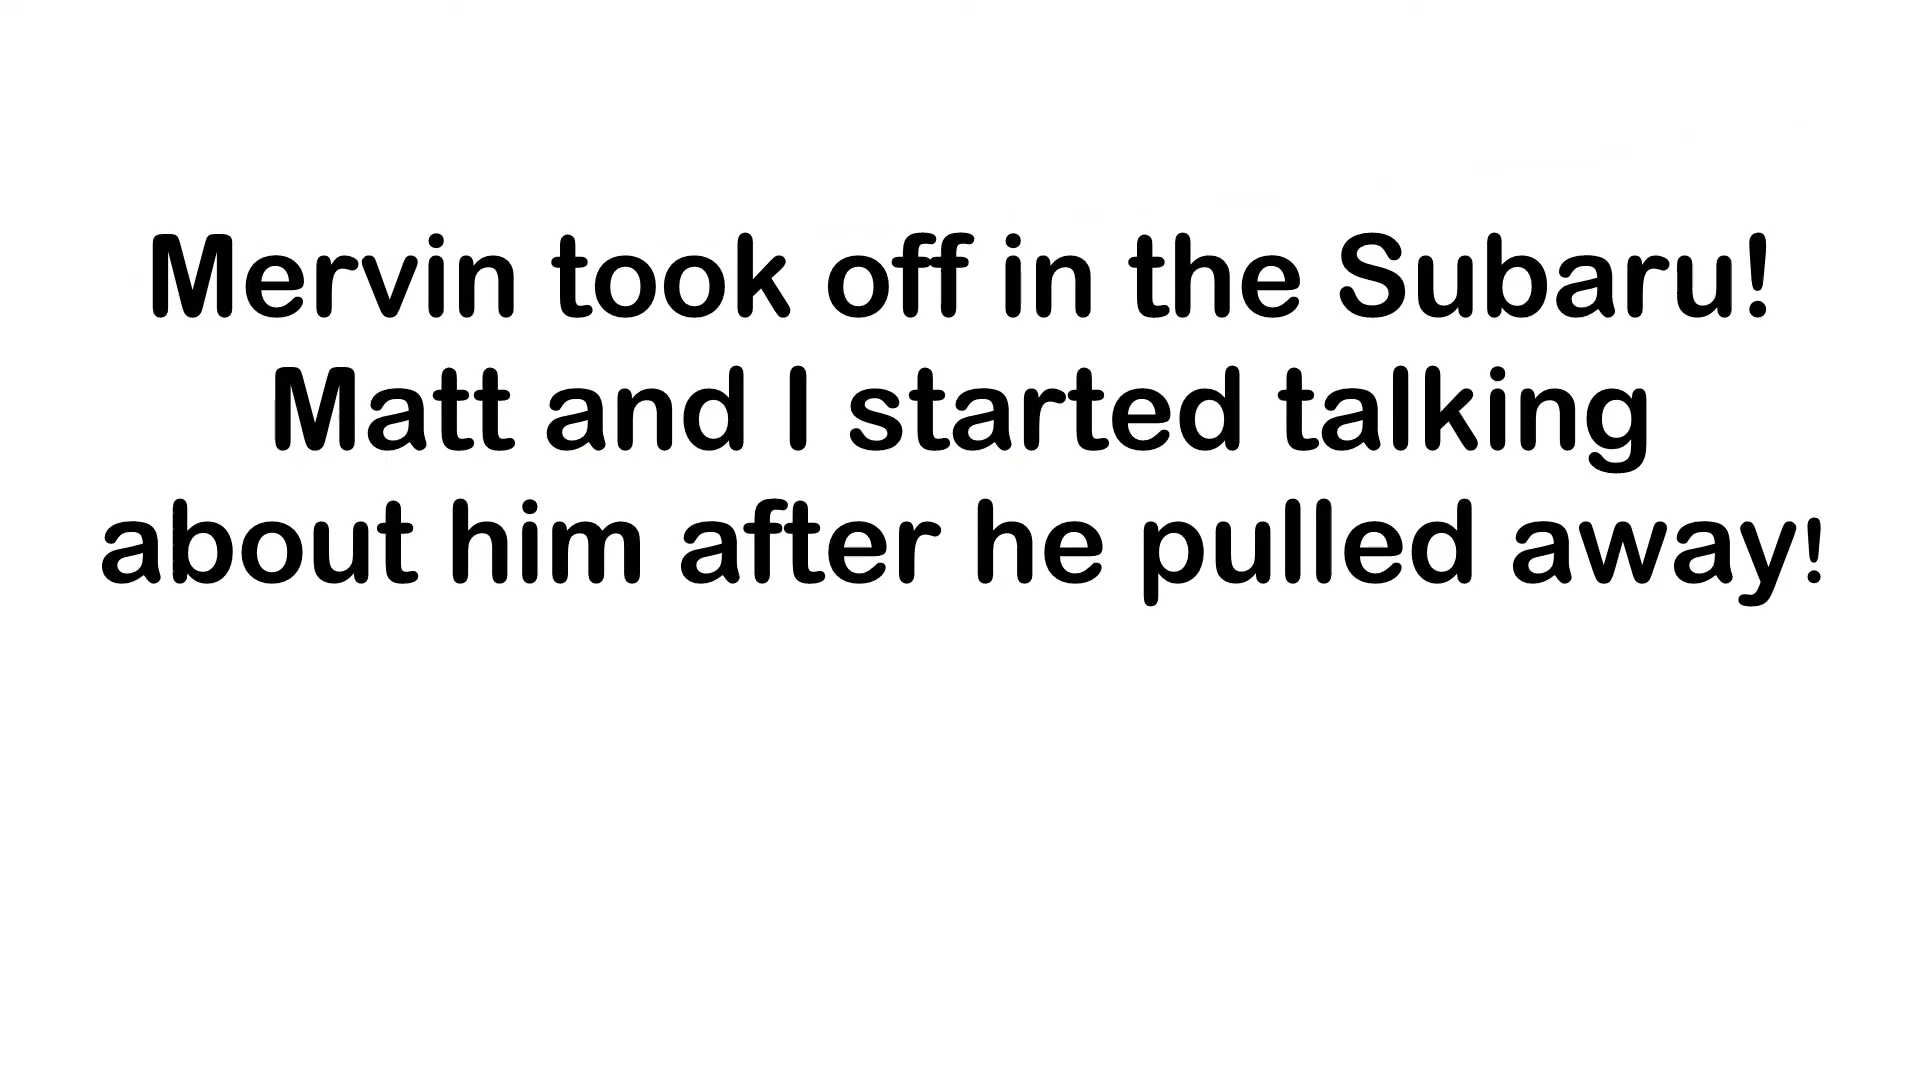 Mervin took off in the Subaru!
Matt and I started talking
about him after he pulled away!